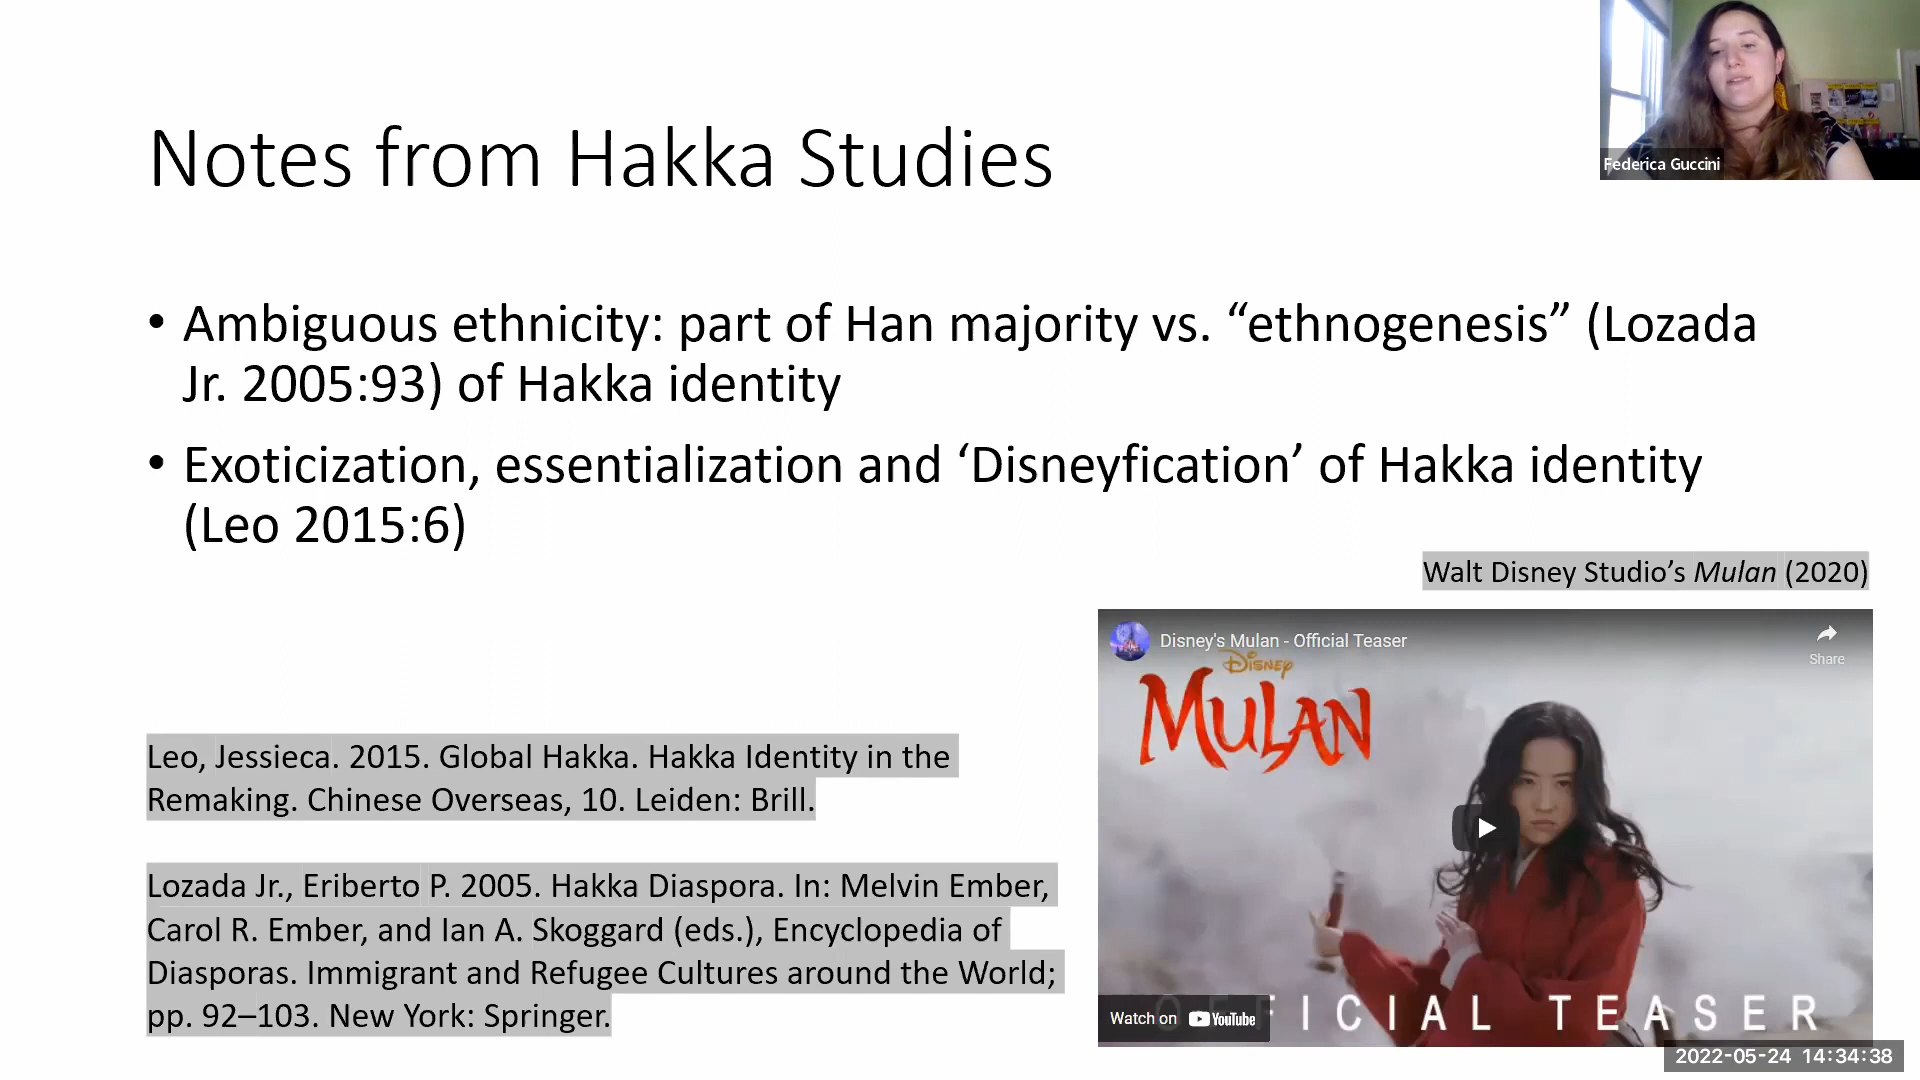 Notes from Hakka Studies
Federica Guccini
• Ambiguous ethnicity: part of Han majority vs. “ethnogenesis” (Lozada
Jr. 2005:93) of Hakka identity
• Exoticization, essentialization and ‘Disneyfication’ of Hakka identity
(Leo 2015:6)
Walt Disney Studio’s Mulan (2020)
Disney's Mulan - Official Teaser
Share
Disney
MULAN
Leo, Jessieca. 2015. Global Hakka. Hakka Identity in the
Remaking. Chinese Overseas, 10. Leiden: Brill.
Lozada Jr., Eriberto P. 2005. Hakka Diaspora. In: Melvin Ember,
Carol R. Ember, and Ian A. Skoggard (eds.), Encyclopedia of
Diasporas. Immigrant and Refugee Cultures around the World;
pp. 92–103. New York: Springer.
OFFICIAL TEASER
Watch on YouTube
2022-05-24 14:34:38